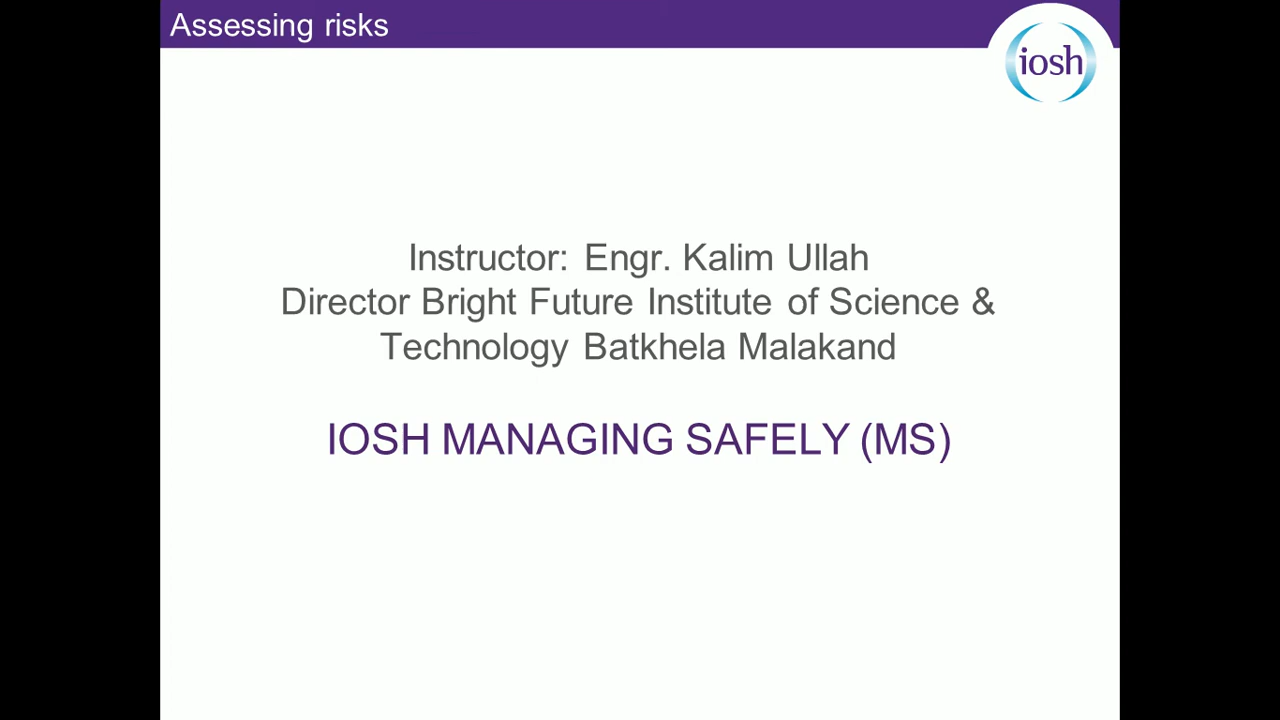 Assessing risks
iosh
Instructor: Engr. Kalim Ullah
Director Bright Future Institute of Science &
Technology Batkhela Malakand
IOSH MANAGING SAFELY (MS)